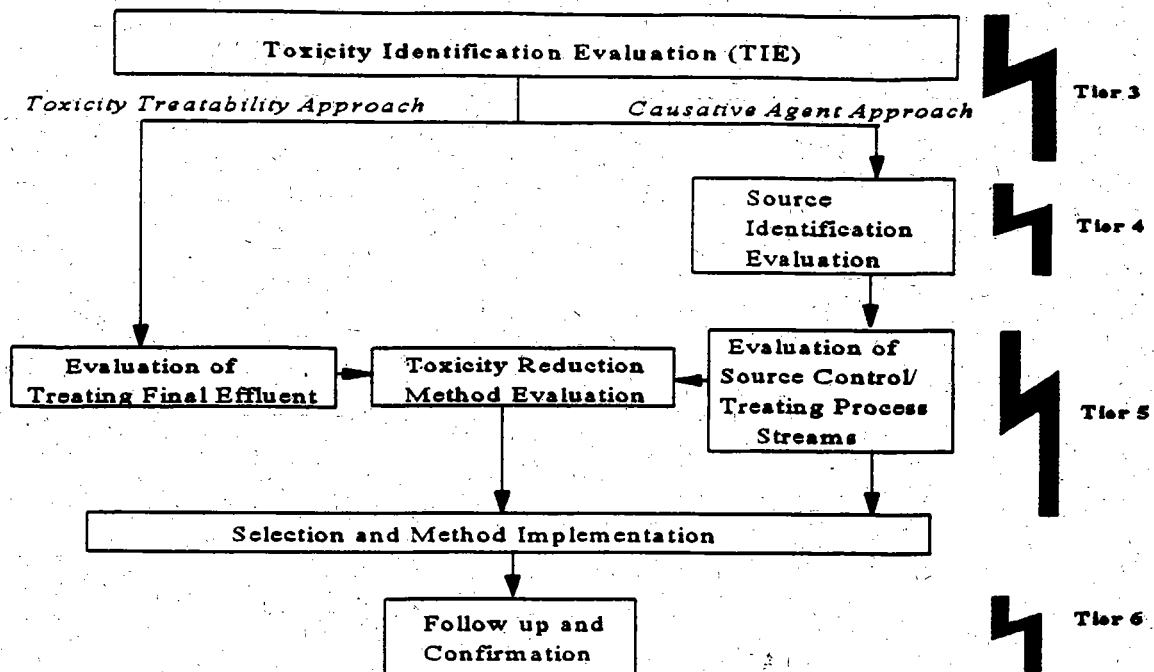 Toxicity Identification Evaluation (TIE)
Tier 3
Toxicity Treatability Approach
Causative Agent Approach
Source
Identification
Evaluation
Tier 4
Evaluation of
Treating Final Effluent
Toxicity Reduction
Method Evaluation
Evaluation of
Source Control/
Treating Process
Streams
Tier 5
Selection and Method Implementation
Follow up and
Confirmation
Tier 6